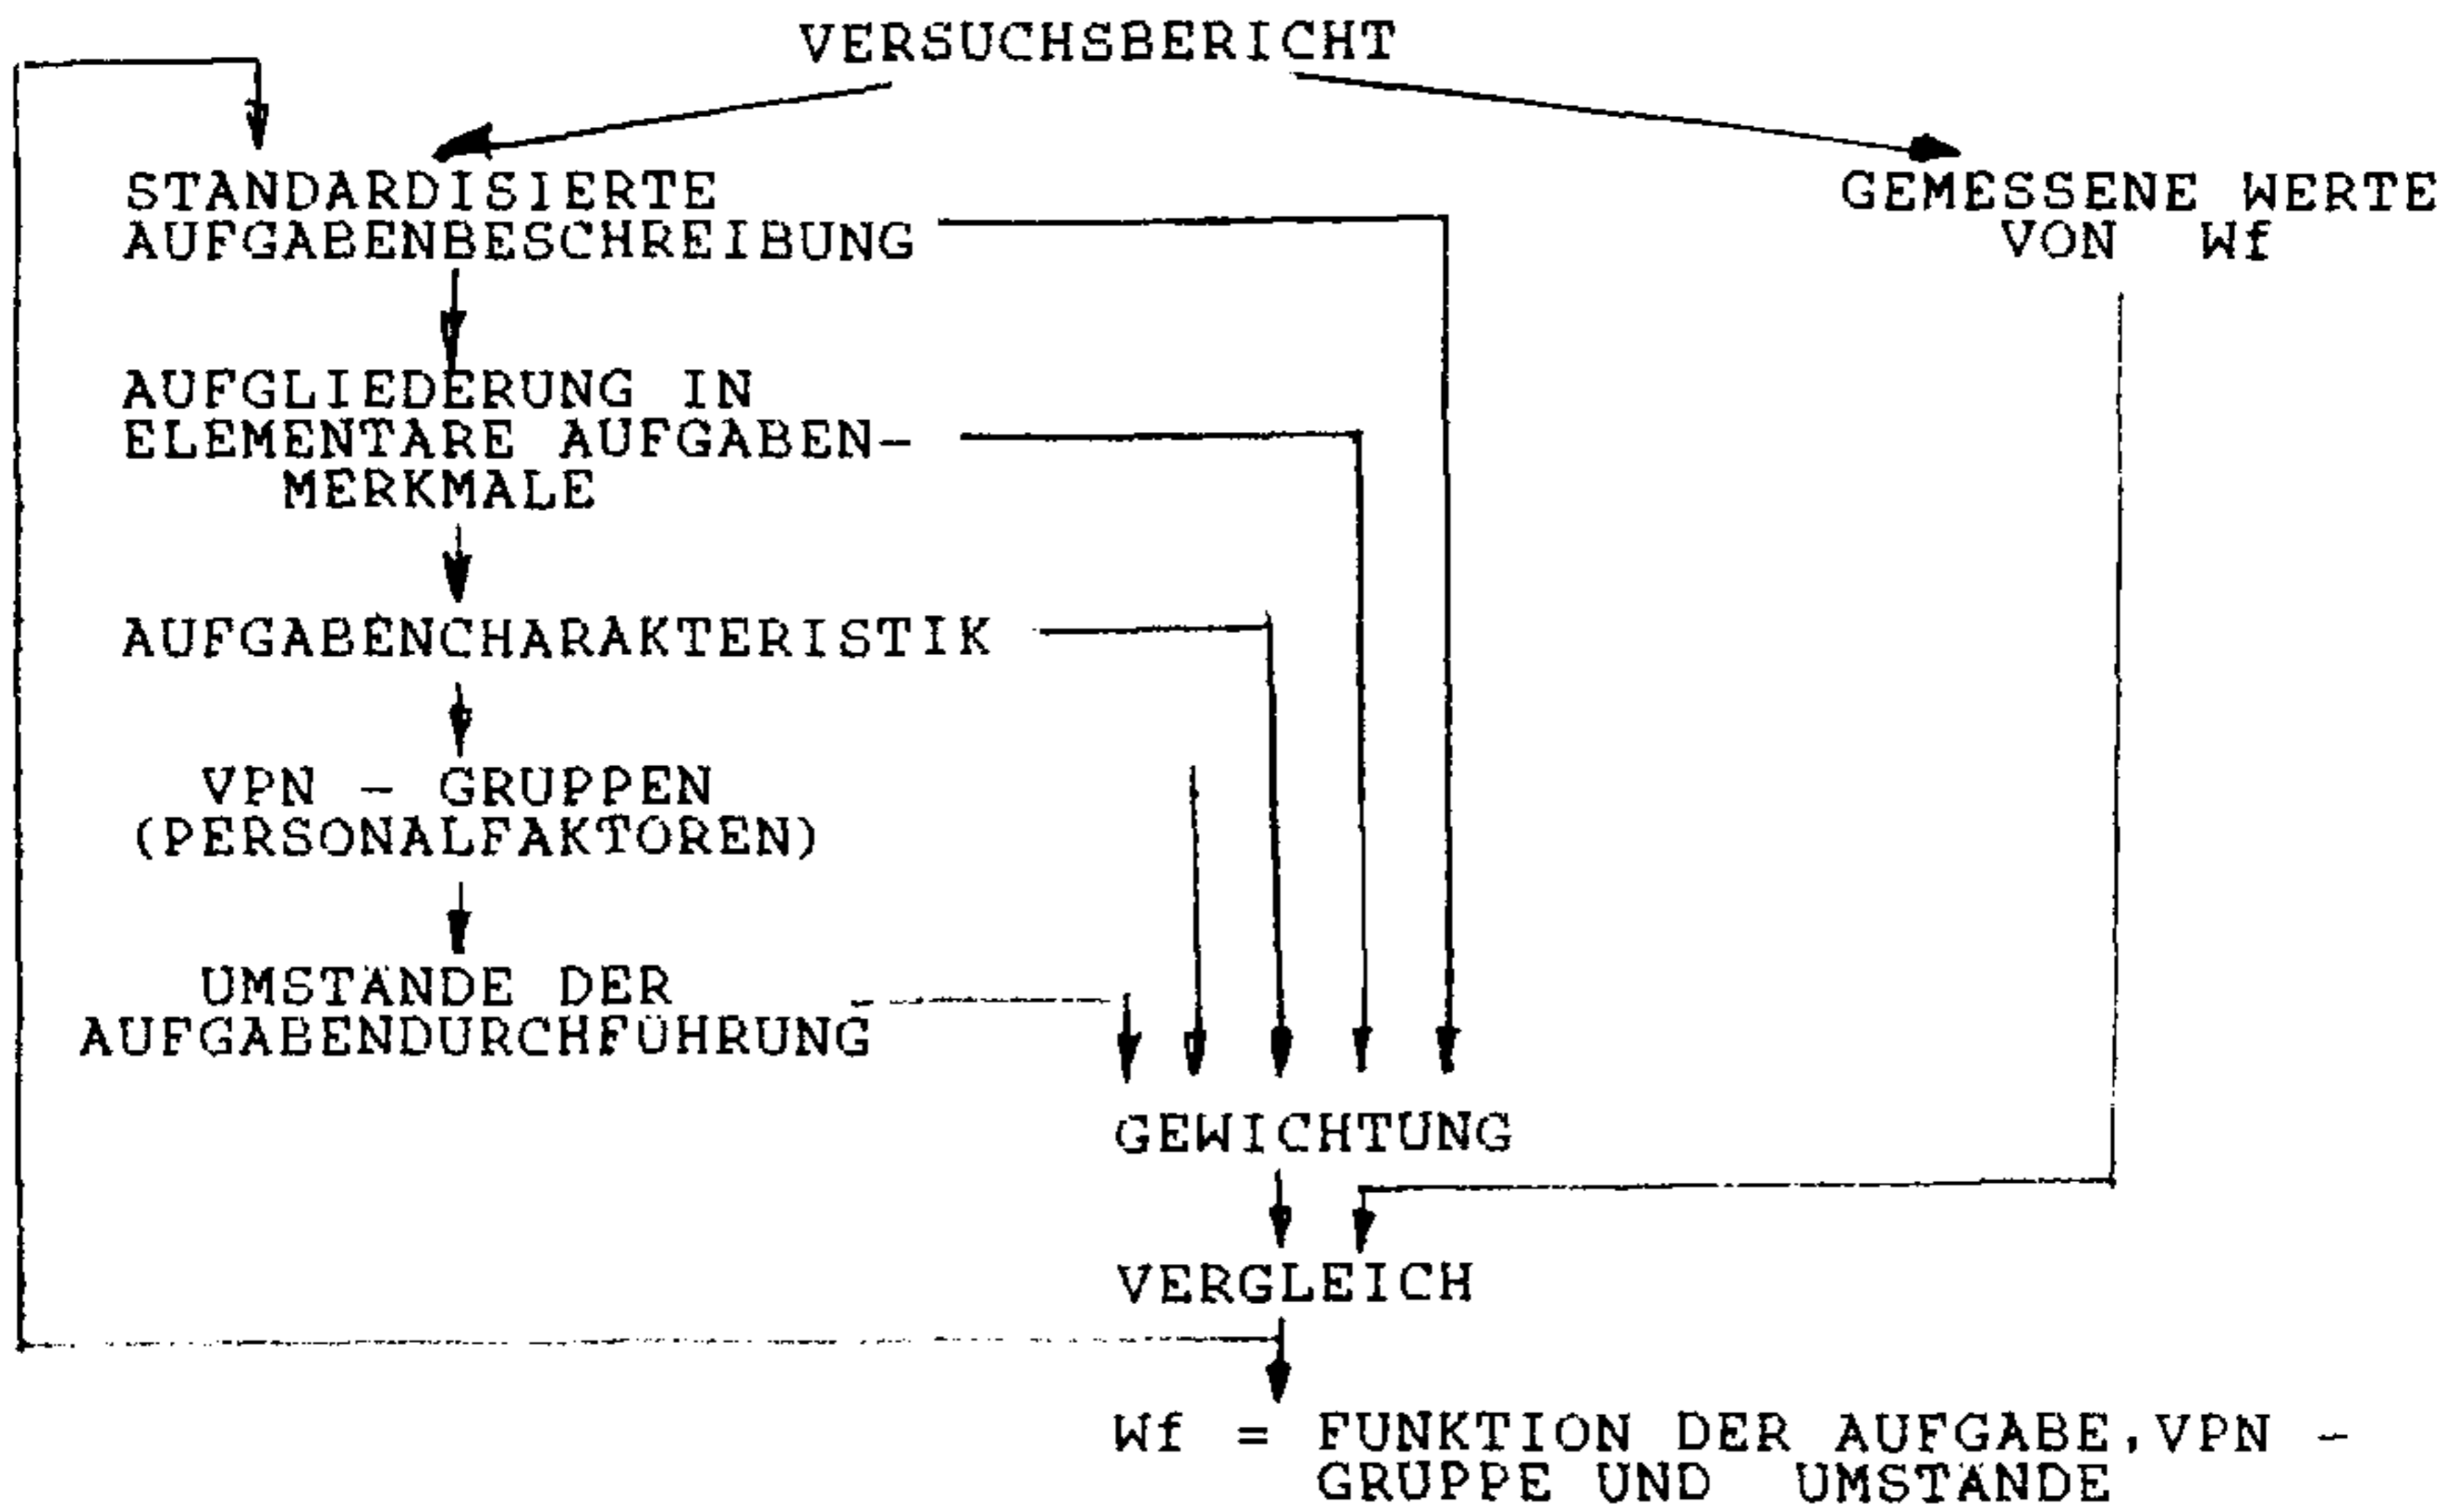 VERSUCHSBERICHT
STANDARDISIERTE
AUFGABENBESCHREIBUNG
GEMESSENE WERTE
VON Wf
AUFGLIEDERUNG IN
ELEMENTARE AUFGABEN-
MERKMALE
AUFGABENCHARAKTERISTIK
VPN - GRUPPEN
(PERSONALFAKTOREN)
UMSTÄNDE DER
AUFGABENDURCHFÜHRUNG
GEWICHTUNG
VERGLEICH
Wf = FUNKTION DER AUFGABE,VPN -
GRUPPE UND UMSTÄNDE